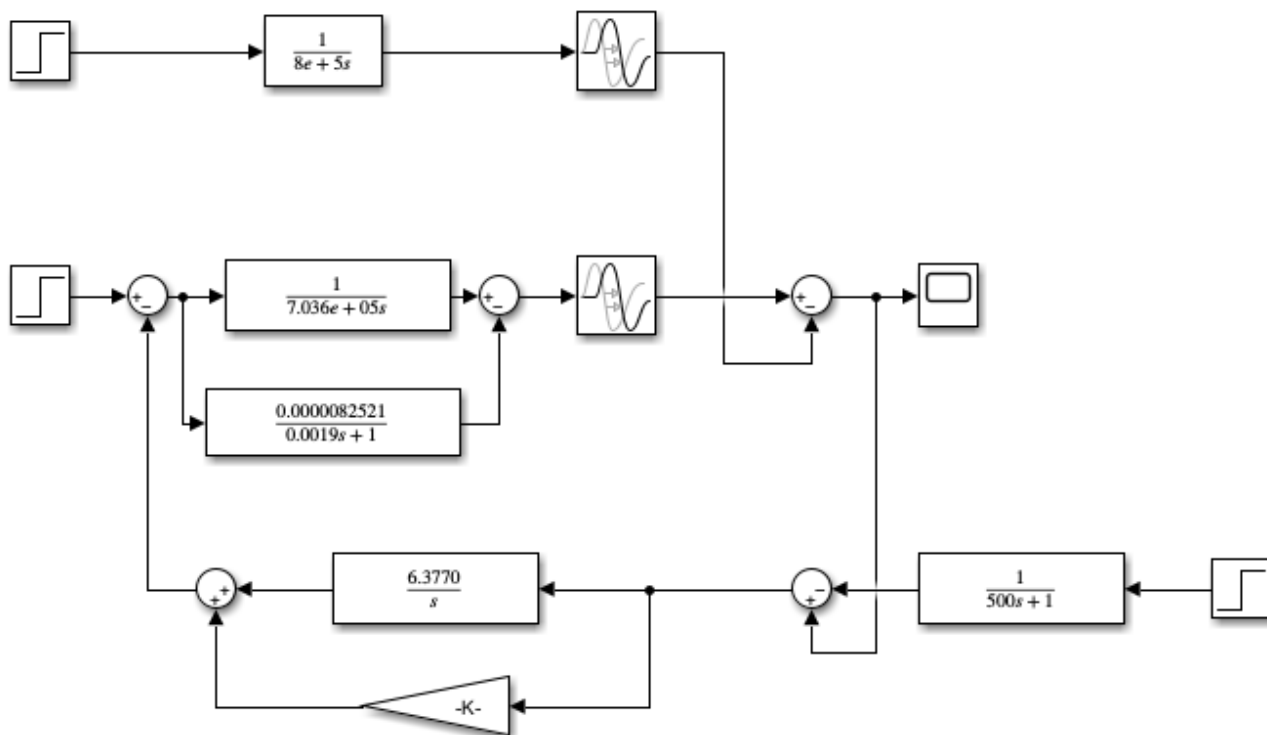 1
8e + 5s
+
−
1
7.036e + 05s
+
−
+
−
0.0000082521
0.0019s + 1
+
+
6.3770
s
−
+
1
500s + 1
-K-